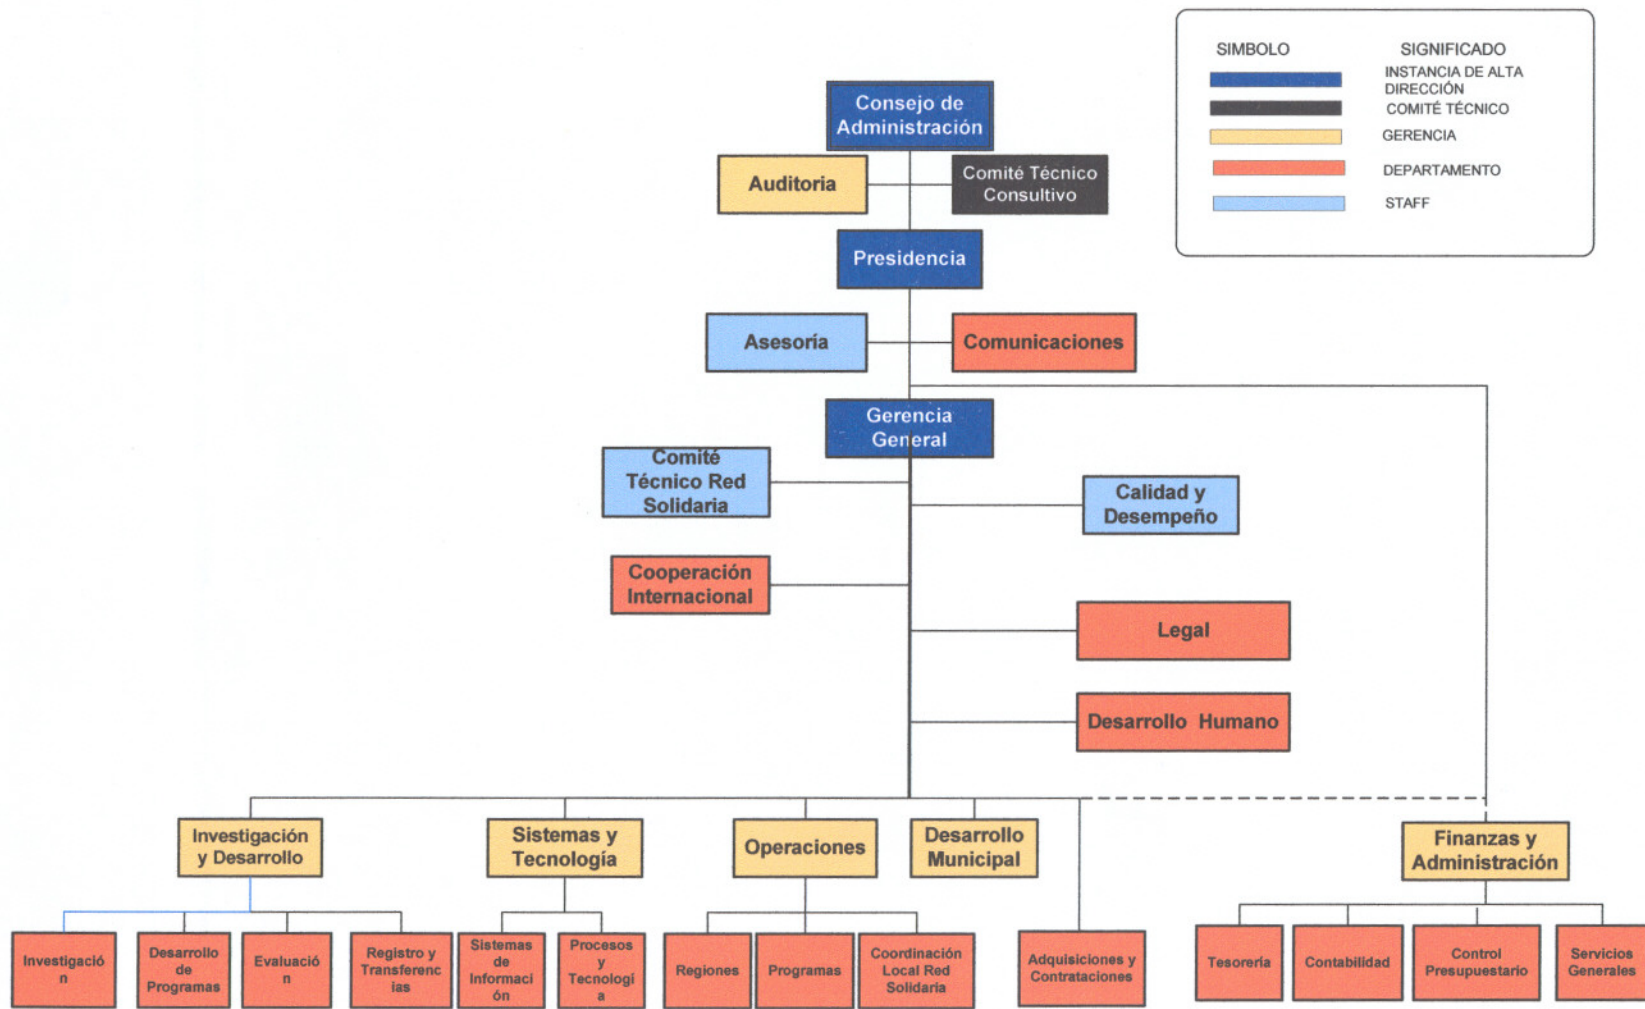 SIMBOLO SIGNIFICADO
INSTANCIA DE ALTA
DIRECCIÓN
COMITÉ TÉCNICO
GERENCIA
DEPARTAMENTO
STAFF
Consejo de
Administración
Auditoria
Comité Técnico
Consultivo
Presidencia
Asesoría
Comunicaciones
Gerencia
General
Comité
Técnico Red
Solidaria
Calidad y
Desempeño
Cooperación
Internacional
Legal
Desarrollo Humano
Investigación
y Desarrollo
Sistemas y
Tecnología
Operaciones
Desarrollo
Municipal
Finanzas y
Administración
Investigació
n
Desarrollo
de
Programas
Evaluació
n
Registro y
Transferenc
ias
Sistemas
de
Informaci
ón
Procesos
y
Tecnologí
a
Regiones
Programas
Coordinación
Local Red
Solidaria
Adquisiciones y
Contrataciones
Tesorería
Contabilidad
Control
Presupuestario
Servicios
Generales